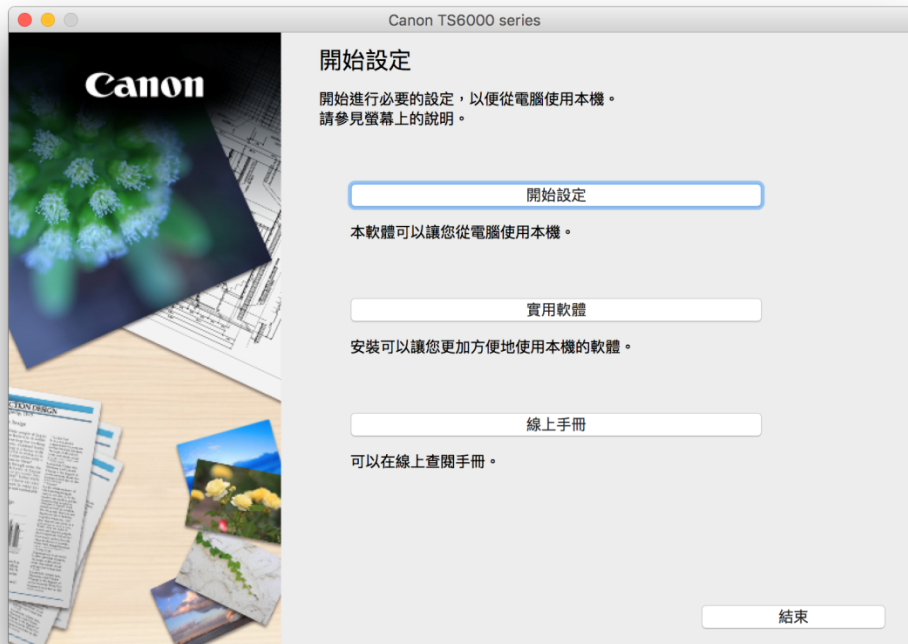 Canon TS6000 series
Canon
開始設定
開始進行必要的設定，以便從電腦使用本機。
請參見螢幕上的說明。
開始設定
本軟體可以讓您從電腦使用本機。
實用軟體
安裝可以讓您更加方便地使用本機的軟體。
線上手冊
可以在線上查閱手冊。
CTION DESIGN
結束